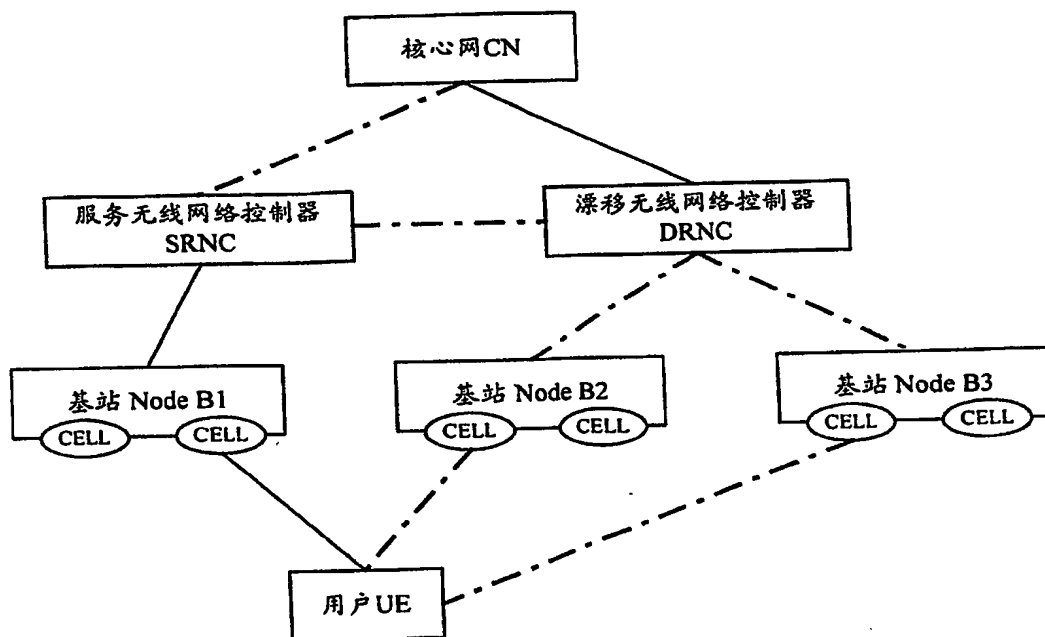 核心网CN
服务无线网络控制器
SRNC
漂移无线网络控制器
DRNC
基站 Node B1
CELL
CELL
基站 Node B2
CELL
CELL
基站 Node B3
CELL
CELL
用户UE